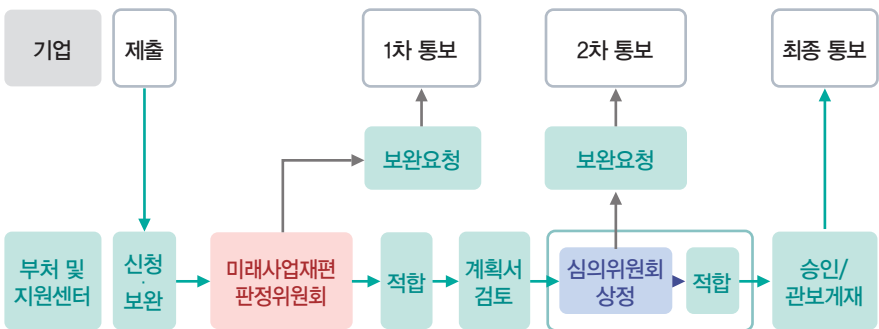 기업
제출
1차 통보
2차 통보
최종 통보
보완요청
보완요청
부처 및
지원센터
신청
·
보완
미래사업재편
판정위원회
적합
계획서
검토
심의위원회
상정
적합
승인/
관보게재